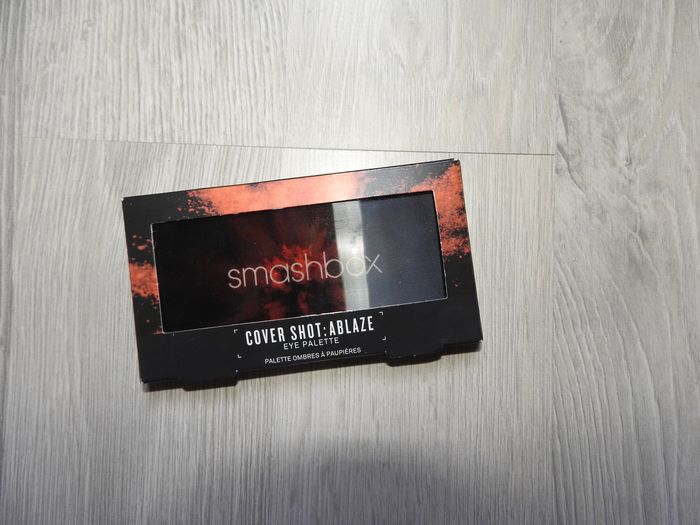 smashbox
COVER SHOT: ABLAZE
EYE PALETTE
PALETTE OMBRES À PAUPIÈRES